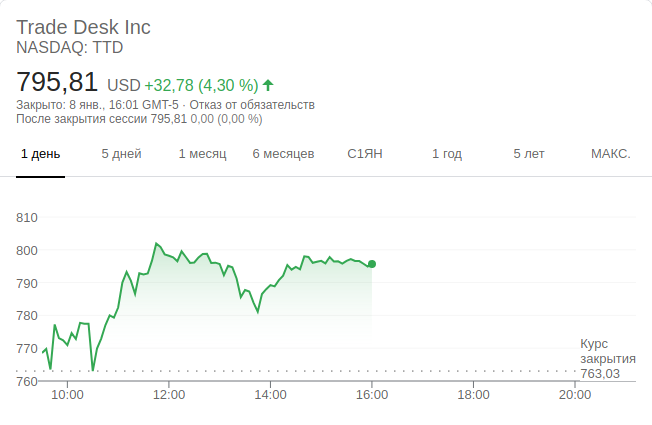 Trade Desk Inc
NASDAQ: TTD
795,81 USD +32,78 (4,30 %)
Закрыто: 8 янв., 16:01 GMT-5 · Отказ от обязательств
После закрытия сессии 795,81 0,00 (0,00 %)
1 день 5 дней 1 месяц 6 месяцев С1ЯН 1 год 5 лет МАКС.
810
800
790
780
770
Курс
закрытия
763,03
760
10:00 12:00 14:00 16:00 18:00 20:00